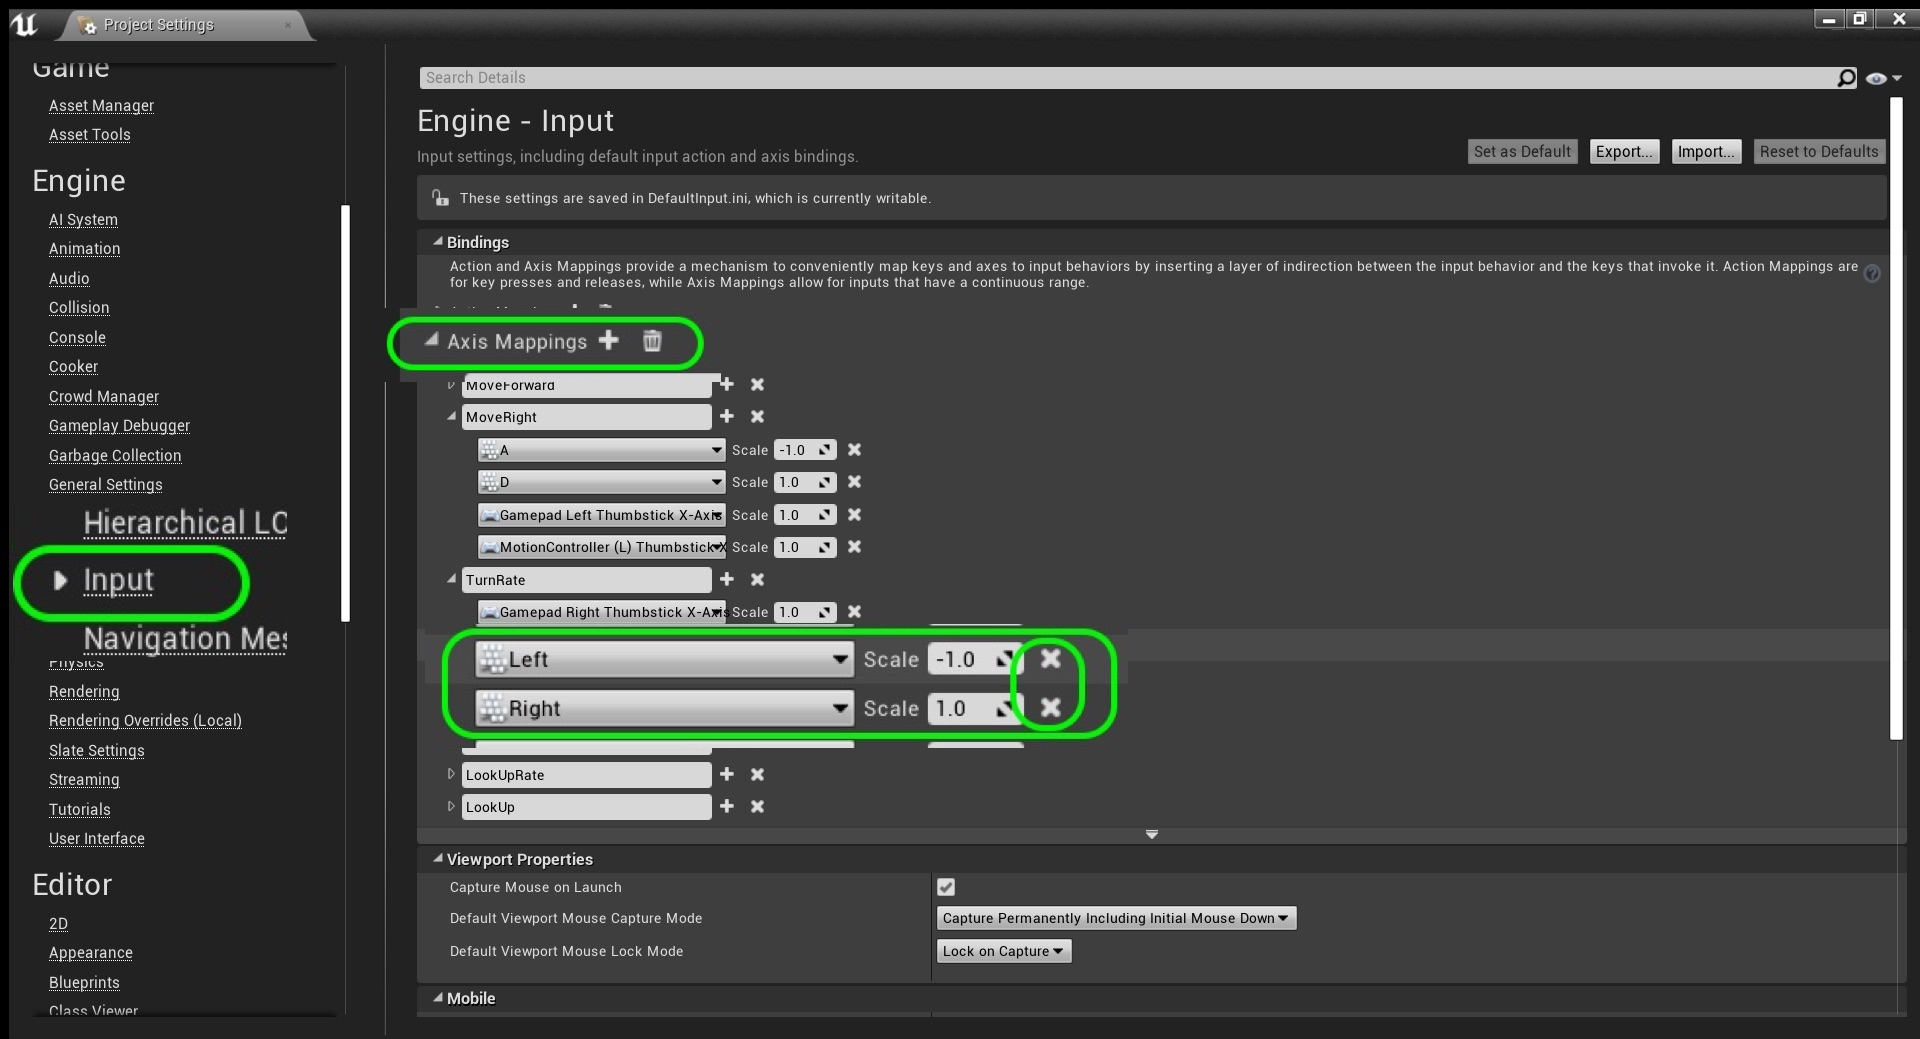 Project Settings
Game
Asset Manager
Asset Tools
Engine
AI System
Animation
Audio
Collision
Console
Cooker
Crowd Manager
Gameplay Debugger
Garbage Collection
General Settings
Hierarchical LO
Input
Navigation Mes
Physics
Rendering
Rendering Overrides (Local)
Slate Settings
Streaming
Tutorials
User Interface
Editor
2D
Appearance
Blueprints
Class Viewer
Search Details
Engine - Input
Input settings, including default input action and axis bindings.
Set as Default Export... Import... Reset to Defaults
These settings are saved in DefaultInput.ini, which is currently writable.
Bindings
Action and Axis Mappings provide a mechanism to conveniently map keys and axes to input behaviors by inserting a layer of indirection between the input behavior and the keys that invoke it. Action Mappings are
for key presses and releases, while Axis Mappings allow for inputs that have a continuous range.
Axis Mappings
MoveForward
MoveRight
A Scale -1.0
D Scale 1.0
Gamepad Left Thumbstick X-Axis Scale 1.0
MotionController (L) Thumbstick X Scale 1.0
TurnRate
Gamepad Right Thumbstick X-Axis Scale 1.0
Left Scale -1.0
Right Scale 1.0
LookUpRate
LookUp
Viewport Properties
Capture Mouse on Launch
Default Viewport Mouse Capture Mode Capture Permanently Including Initial Mouse Down
Default Viewport Mouse Lock Mode Lock on Capture
Mobile